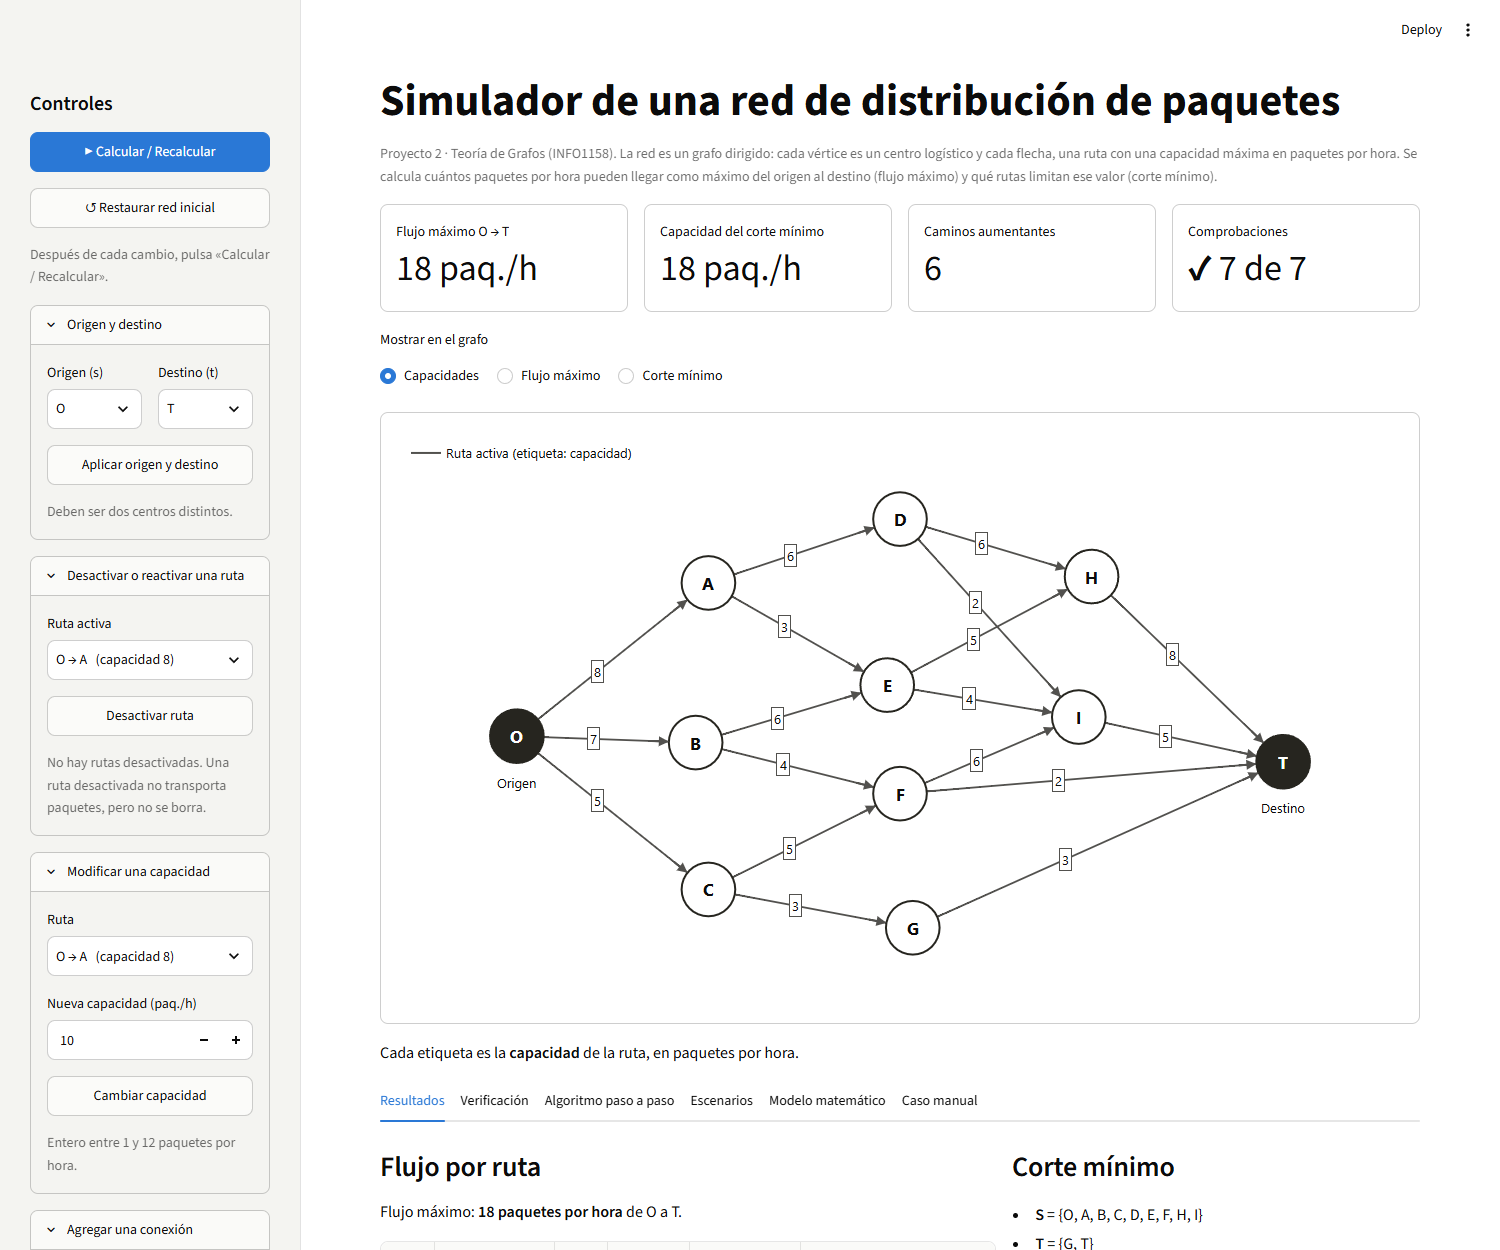 Deploy
Controles
▶ Calcular / Recalcular
↺ Restaurar red inicial
Después de cada cambio, pulsa «Calcular
/ Recalcular».
Origen y destino
Origen (s)
Destino (t)
O
T
Aplicar origen y destino
Deben ser dos centros distintos.
Desactivar o reactivar una ruta
Ruta activa
O → A (capacidad 8)
Desactivar ruta
No hay rutas desactivadas. Una
ruta desactivada no transporta
paquetes, pero no se borra.
Modificar una capacidad
Ruta
O → A (capacidad 8)
Nueva capacidad (paq./h)
10
Cambiar capacidad
Entero entre 1 y 12 paquetes por
hora.
Agregar una conexión
Simulador de una red de distribución de paquetes
Proyecto 2 · Teoría de Grafos (INFO1158). La red es un grafo dirigido: cada vértice es un centro logístico y cada flecha, una ruta con una capacidad máxima en paquetes por hora. Se
calcula cuántos paquetes por hora pueden llegar como máximo del origen al destino (flujo máximo) y qué rutas limitan ese valor (corte mínimo).
Flujo máximo O → T
18 paq./h
Capacidad del corte mínimo
18 paq./h
Caminos aumentantes
6
Comprobaciones
✓ 7 de 7
Mostrar en el grafo
Capacidades
Flujo máximo
Corte mínimo
Ruta activa (etiqueta: capacidad)
D
6
6
H
A
2
3
5
8
8
E
4
I
6
O
7
B
5
T
4
6
2
Origen
F
Destino
5
5
3
C
3
G
Cada etiqueta es la capacidad de la ruta, en paquetes por hora.
Resultados
Verificación
Algoritmo paso a paso
Escenarios
Modelo matemático
Caso manual
Flujo por ruta
Flujo máximo: 18 paquetes por hora de O a T.
Corte mínimo
• S = {O, A, B, C, D, E, F, H, I}
• T = {G, T}